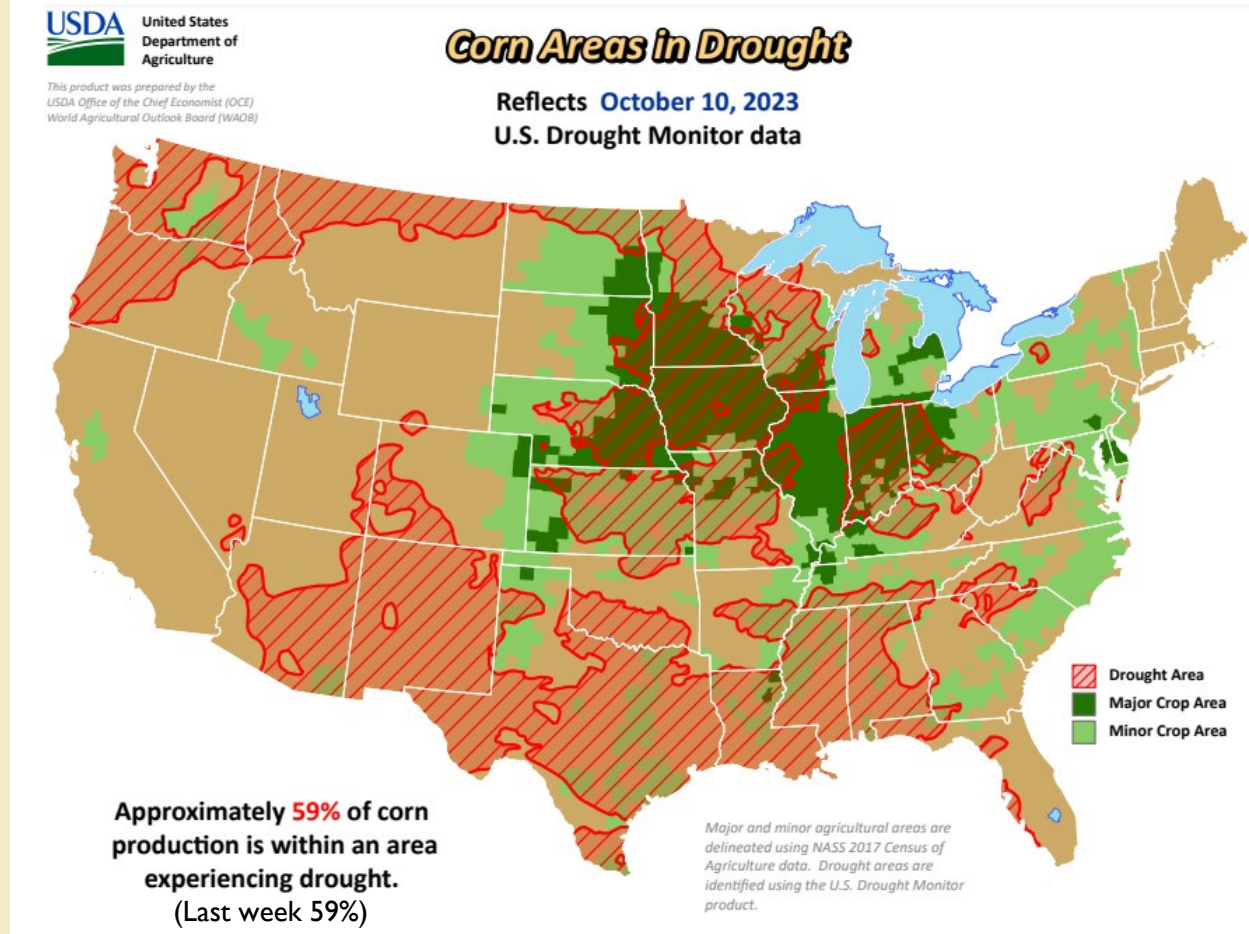 USDA
United States
Department of
Agriculture
This product was prepared by the
USDA Office of the Chief Economist (OCE)
World Agricultural Outlook Board (WAOB)
Corn Areas in Drought
Reflects October 10, 2023
U.S. Drought Monitor data
Drought Area
Major Crop Area
Minor Crop Area
Approximately 59% of corn
production is within an area
experiencing drought.
(Last week 59%)
Major and minor agricultural areas are
delineated using NASS 2017 Census of
Agriculture data. Drought areas are
identified using the U.S. Drought Monitor
product.